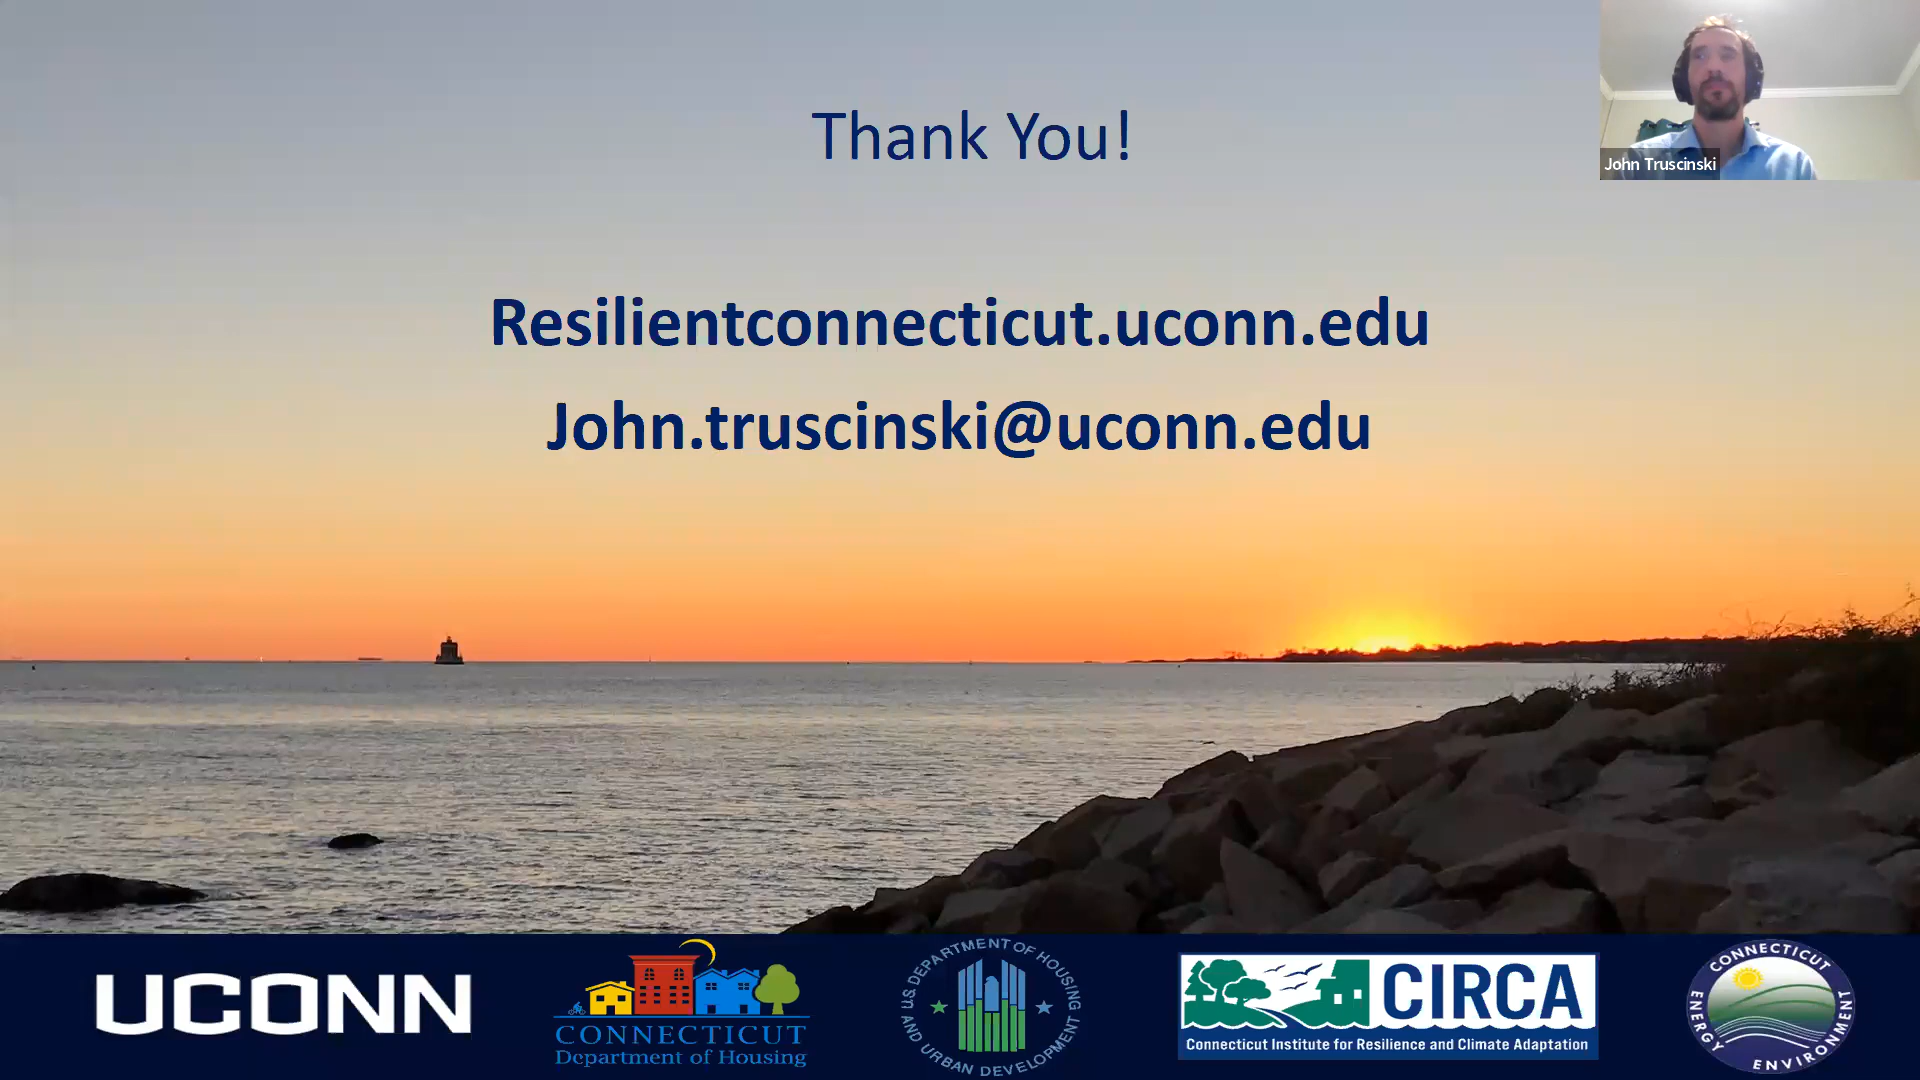 Thank You!
John Truscinski
Resilientconnecticut.uconn.edu
John.truscinski@uconn.edu
UCONN
CONNECTICUT
Department of Housing
U.S. DEPARTMENT OF HOUSING
AND URBAN DEVELOPMENT
CIRCA
Connecticut Institute for Resilience and Climate Adaptation
CONNECTICUT
ENERGY
ENVIRONMENT